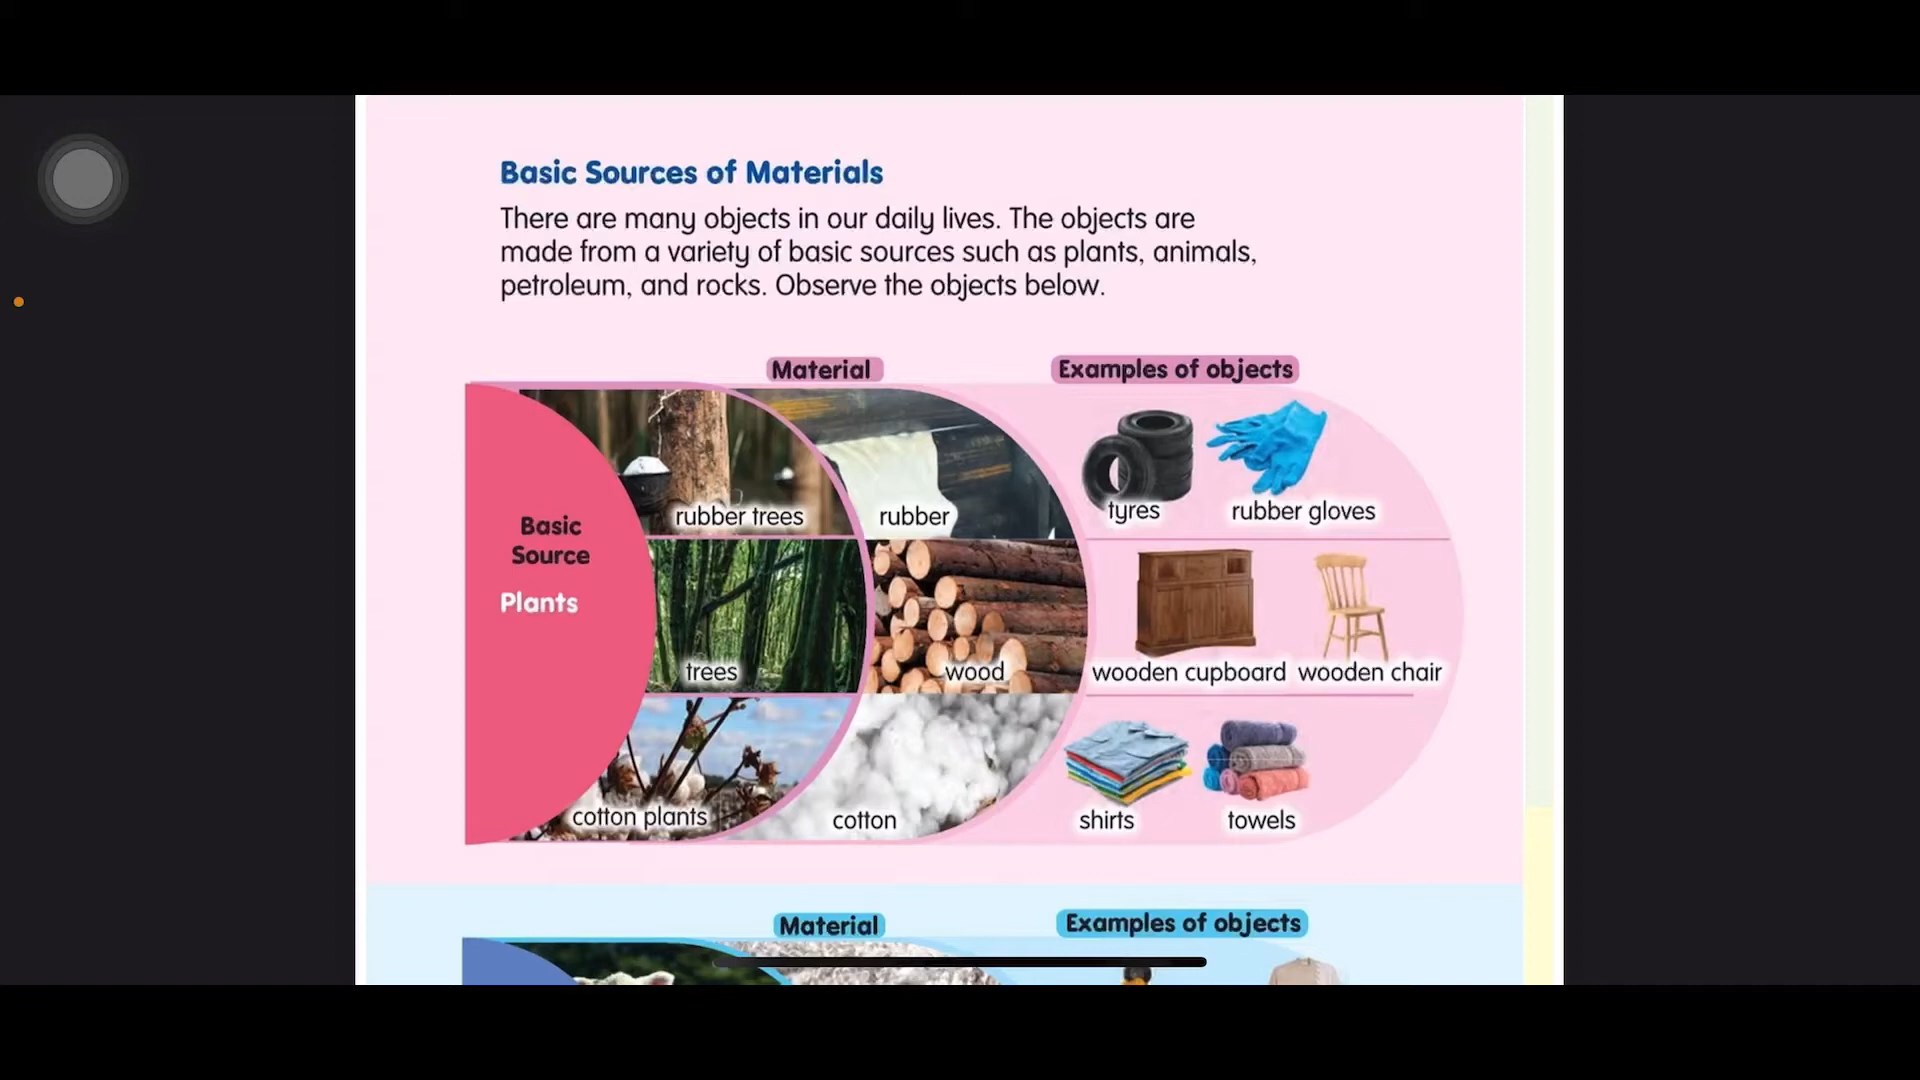 Basic Sources of Materials
There are many objects in our daily lives. The objects are
made from a variety of basic sources such as plants, animals,
petroleum, and rocks. Observe the objects below.
Material
Examples of objects
Basic
Source
Plants
rubber trees
rubber
tyres
rubber gloves
trees
wood
wooden cupboard
wooden chair
cotton plants
cotton
shirts
towels
Material
Examples of objects